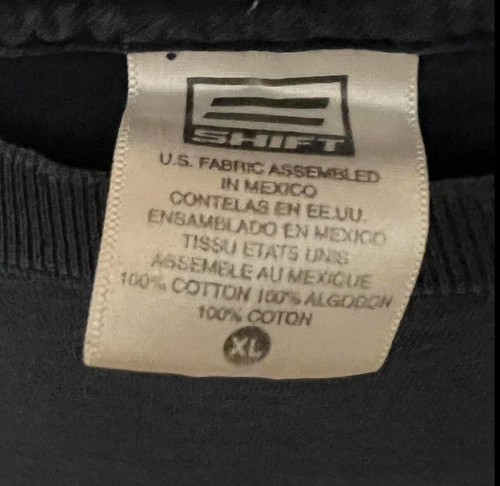 SHIFT
U.S. FABRIC ASSEMBLED
IN MEXICO
CONTELAS EN EE.UU.
ENSAMBLADO EN MEXICO
TISSU ETATS UNIS
ASSEMBLE AU MEXIQUE
100% COTTON 100% ALGODON
100% COTON
XL